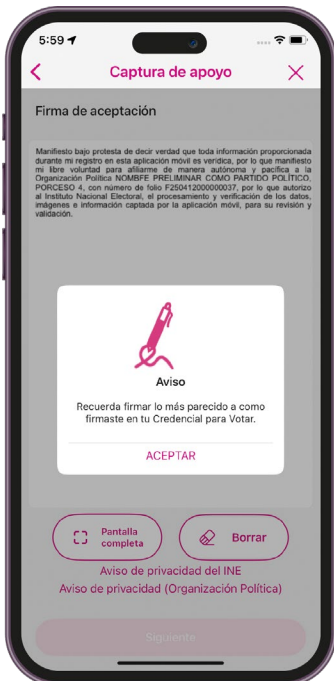 5:59
Captura de apoyo
Firma de aceptación
Manifiesto bajo protesta de decir verdad que toda información proporcionada
durante mi registro en esta aplicación móvil es verídica, por lo que manifiesto
mi libre voluntad para afiliarme de manera autónoma y pacífica a la
Organización Política NOMBFE PRELIMINAR COMO PARTIDO POLÍTICO,
PORCESO 4, con número de folio F250412000000037, por lo que autorizo
al Instituto Nacional Electoral, el procesamiento y verificación de los datos,
imágenes e información captada por la aplicación móvil, para su revisión y
validación.
Aviso
Recuerda firmar lo más parecido a como
firmaste en tu Credencial para Votar.
ACEPTAR
Pantalla
completa
Borrar
Aviso de privacidad del INE
Aviso de privacidad (Organización Política)
Siguiente